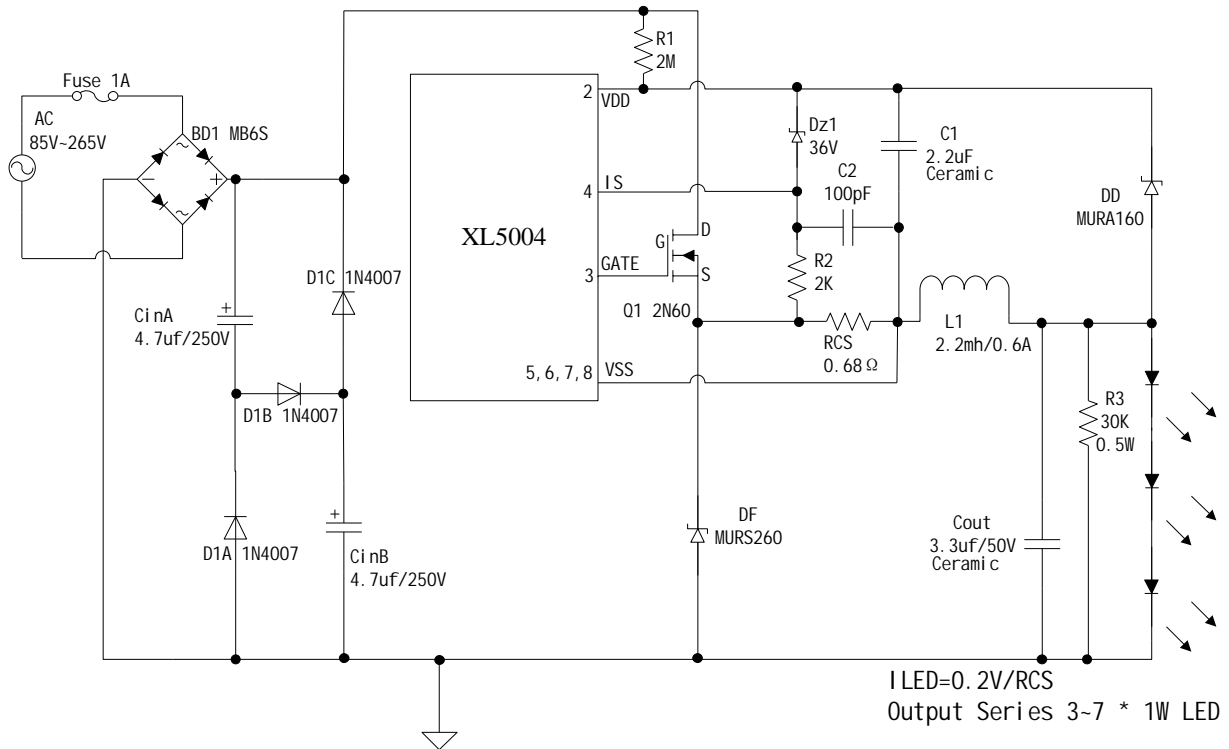 Fuse 1A
AC
85V~265V
BD1 MB6S
R1
2M
2
VDD
Dz1
36V
C1
2.2uF
Ceramic
4
IS
C2
100pF
DD
MURA160
XL5004
G
D
S
GATE
3
R2
2K
D1C 1N4007
Q1 2N60
CinA
4.7uf/250V
RCS
0.68Ω
L1
2.2mh/0.6A
5,6,7,8
VSS
D1B 1N4007
R3
30K
0.5W
DF
MURS260
Cout
3.3uf/50V
Ceramic
D1A 1N4007
CinB
4.7uf/250V
ILED=0.2V/RCS
Output Series 3~7 * 1W LED